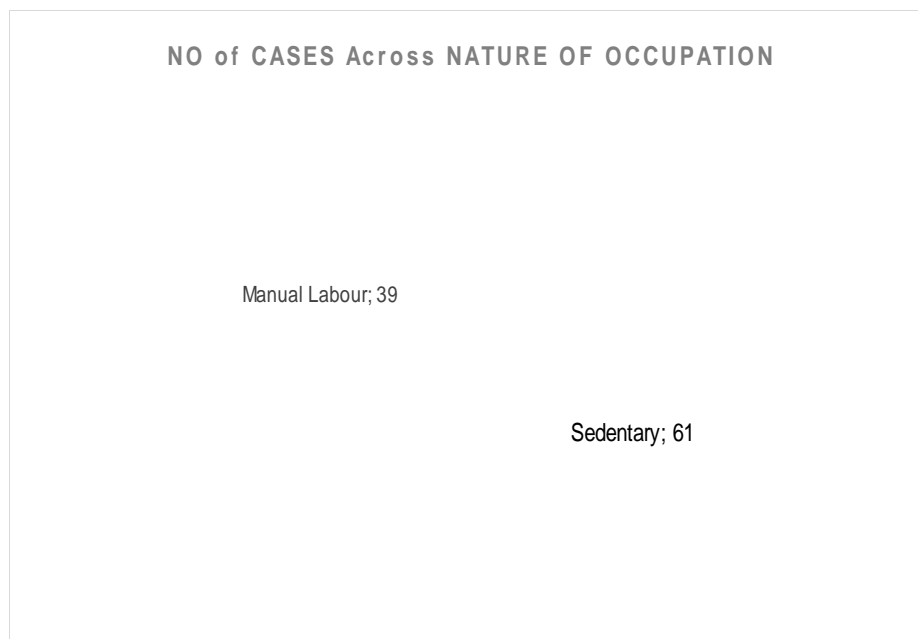 NO of CASES Across NATURE OF OCCUPATION
Manual Labour; 39
Sedentary; 61